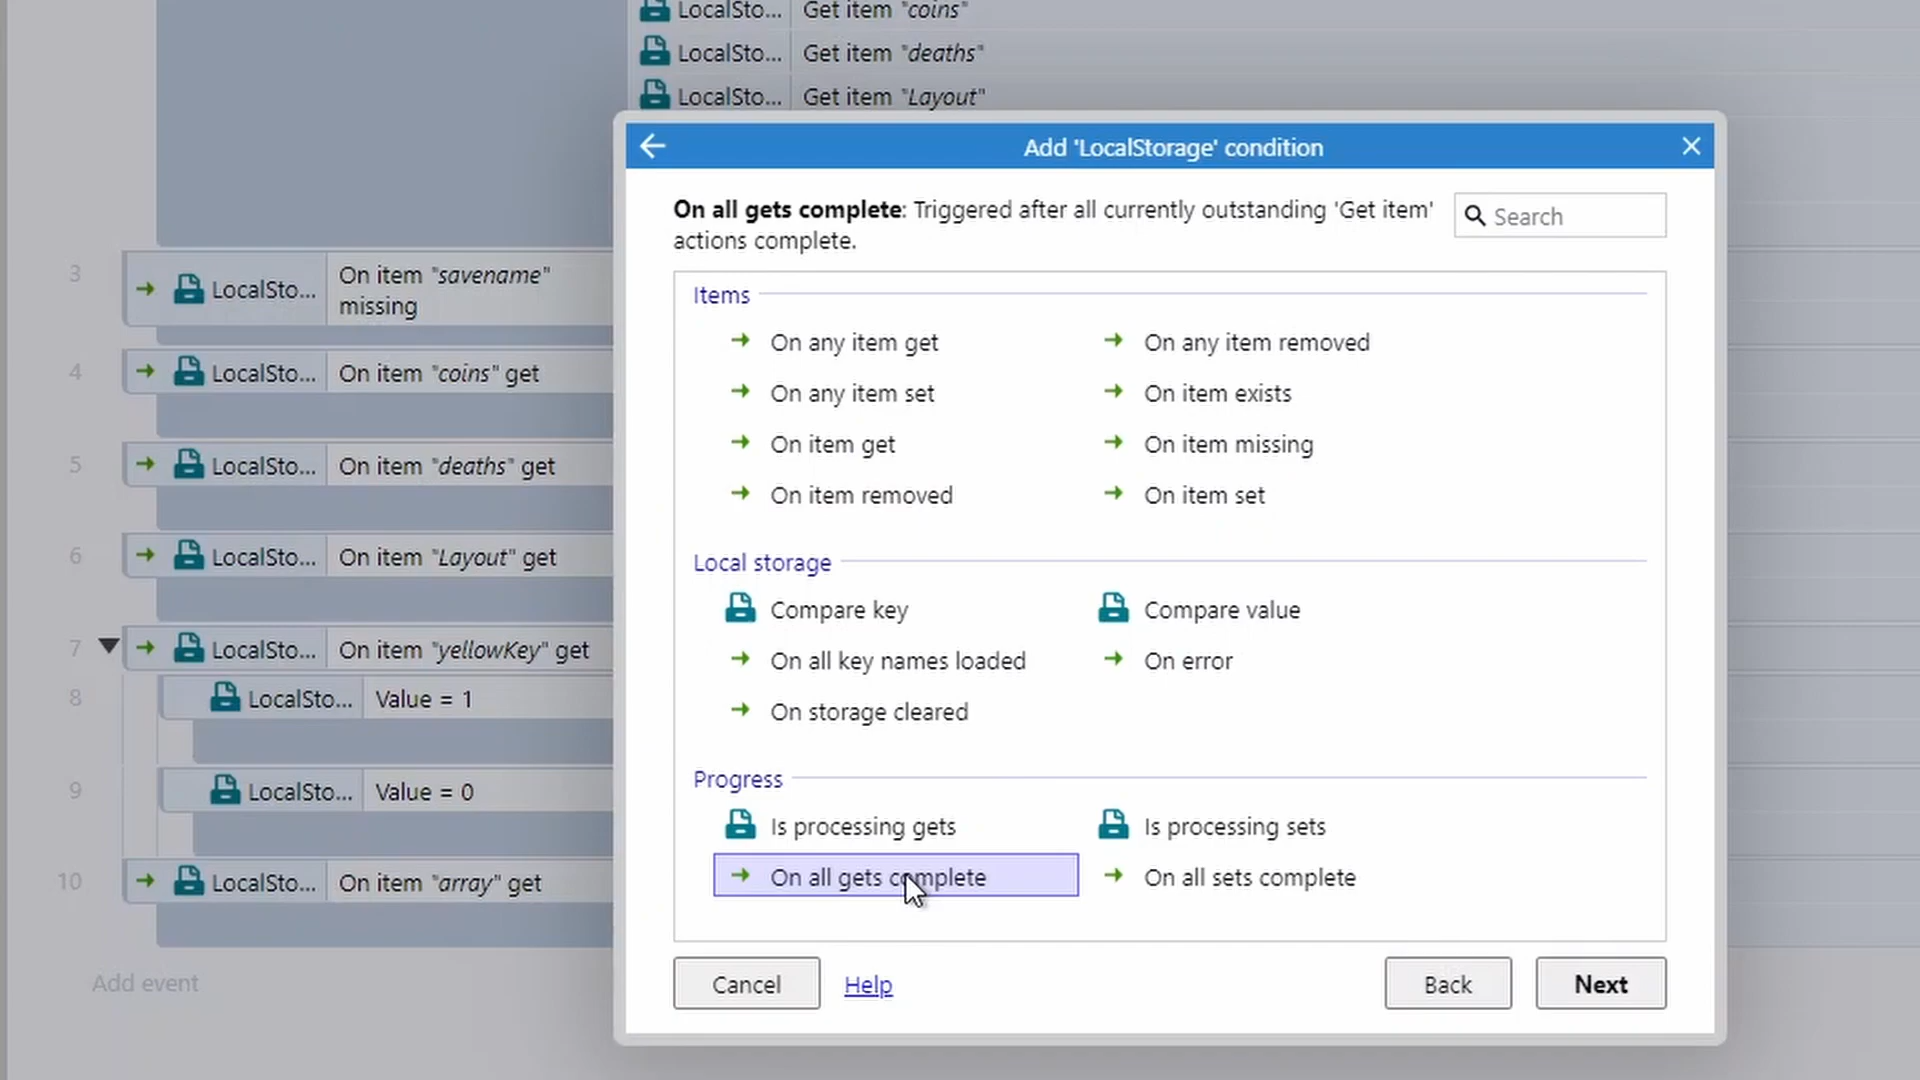 LocalSto... Get item "coins"
LocalSto... Get item "deaths"
LocalSto... Get item "Layout"
3 LocalSto... On item "savename"
missing
4 LocalSto... On item "coins" get
5 LocalSto... On item "deaths" get
6 LocalSto... On item "Layout" get
7 LocalSto... On item "yellowKey" get
8 LocalSto... Value = 1
9 LocalSto... Value = 0
10 LocalSto... On item "array" get
Add event
Add 'LocalStorage' condition
On all gets complete: Triggered after all currently outstanding 'Get item'
actions complete.
Search
Items
On any item get On any item removed
On any item set On item exists
On item get On item missing
On item removed On item set
Local storage
Compare key Compare value
On all key names loaded On error
On storage cleared
Progress
Is processing gets Is processing sets
On all gets complete On all sets complete
Cancel Help Back Next